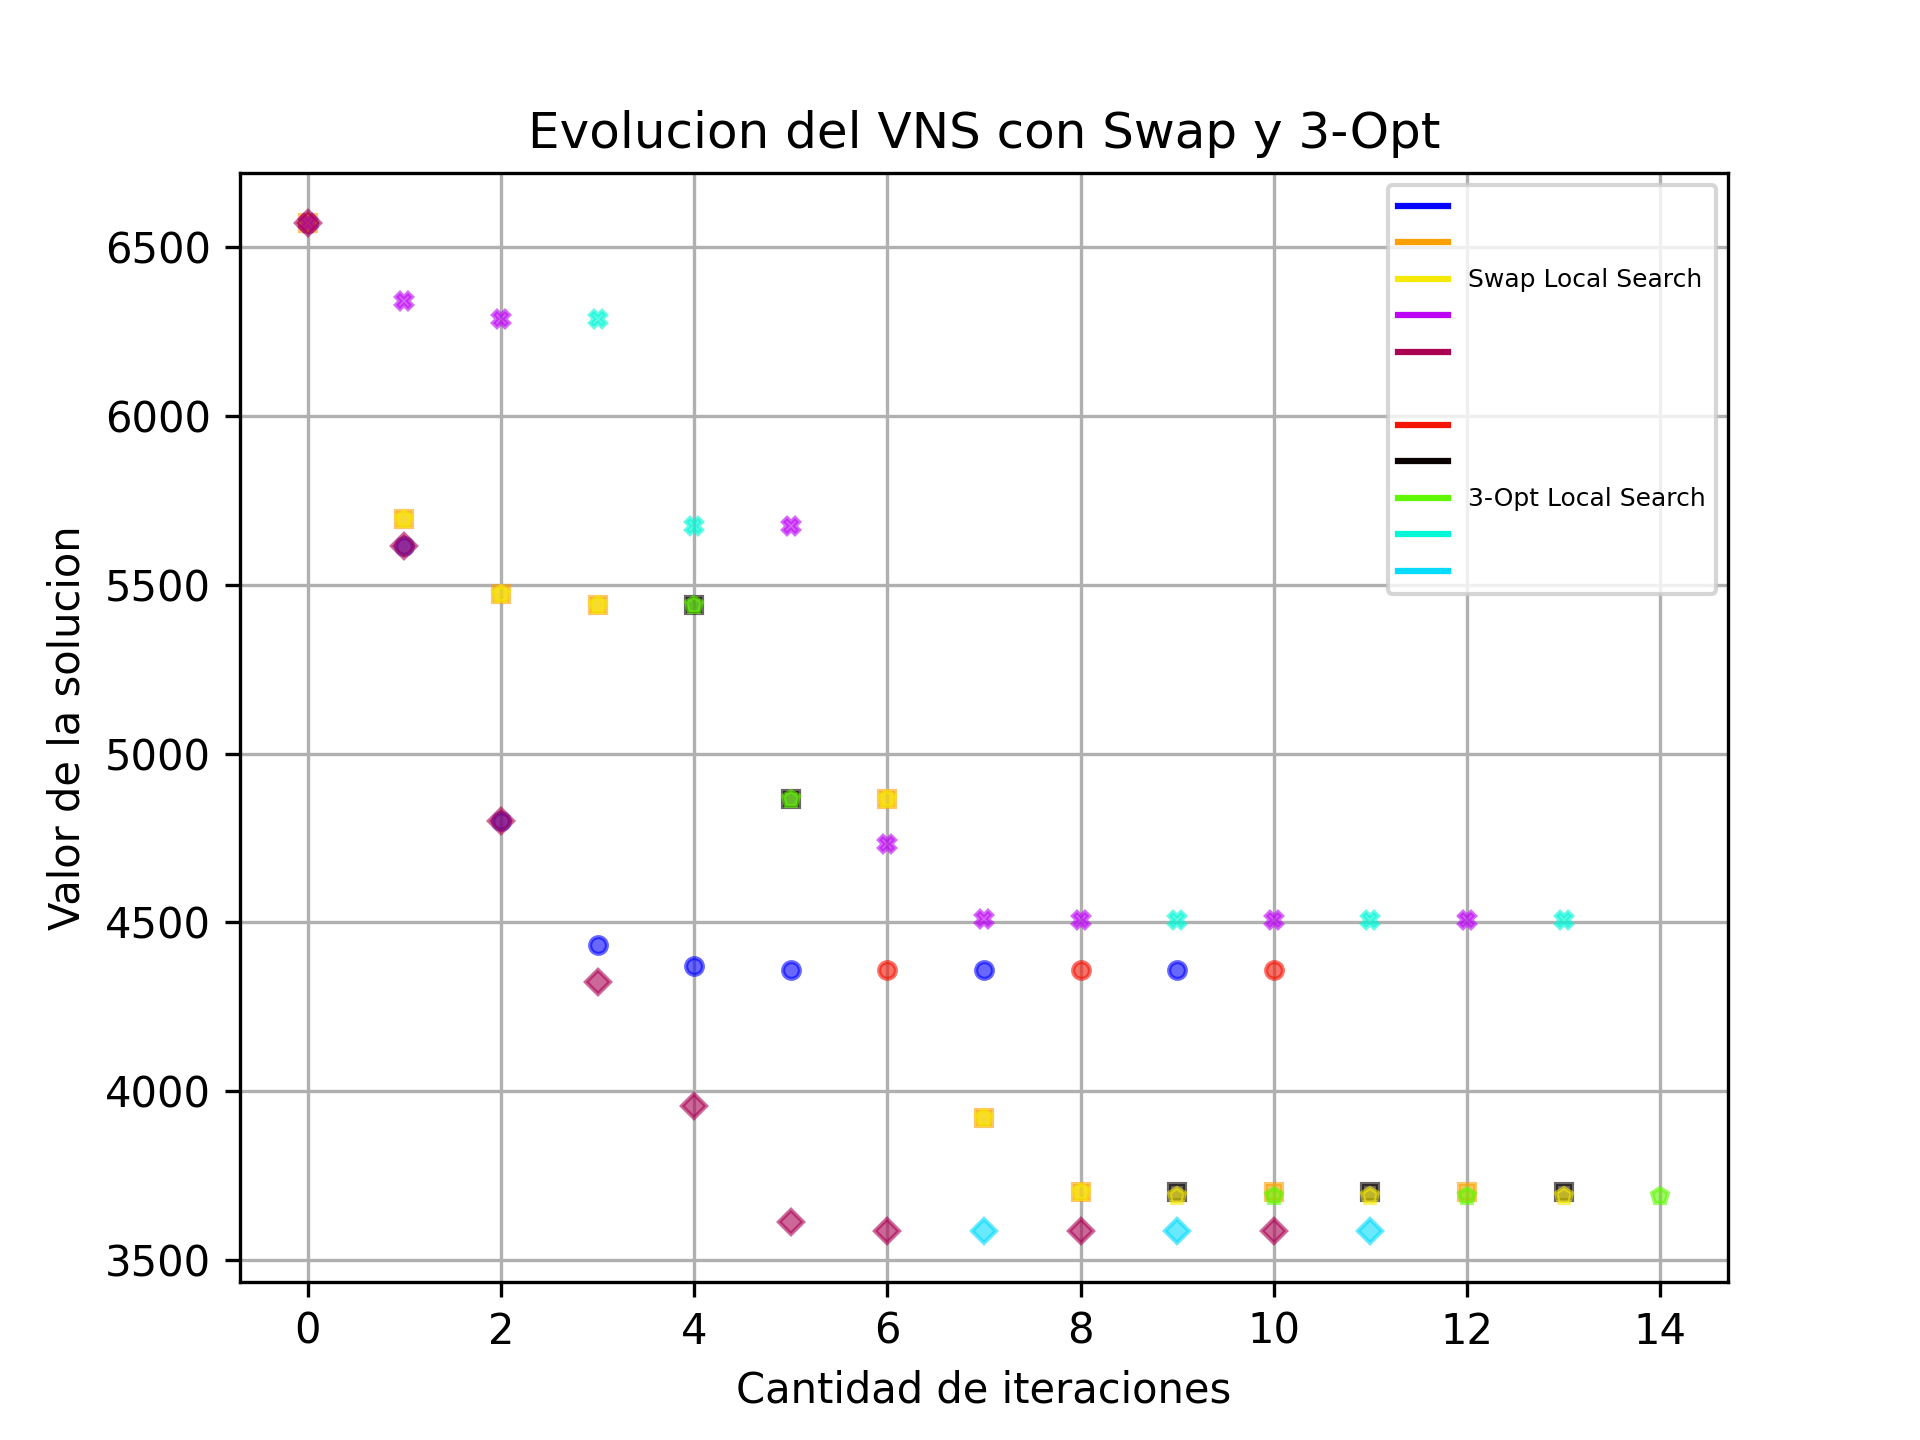 Evolucion del VNS con Swap y 3-Opt
Swap Local Search
3-Opt Local Search
Valor de la solucion
6500
6000
5500
5000
4500
4000
3500
0 2 4 6 8 10 12 14
Cantidad de iteraciones